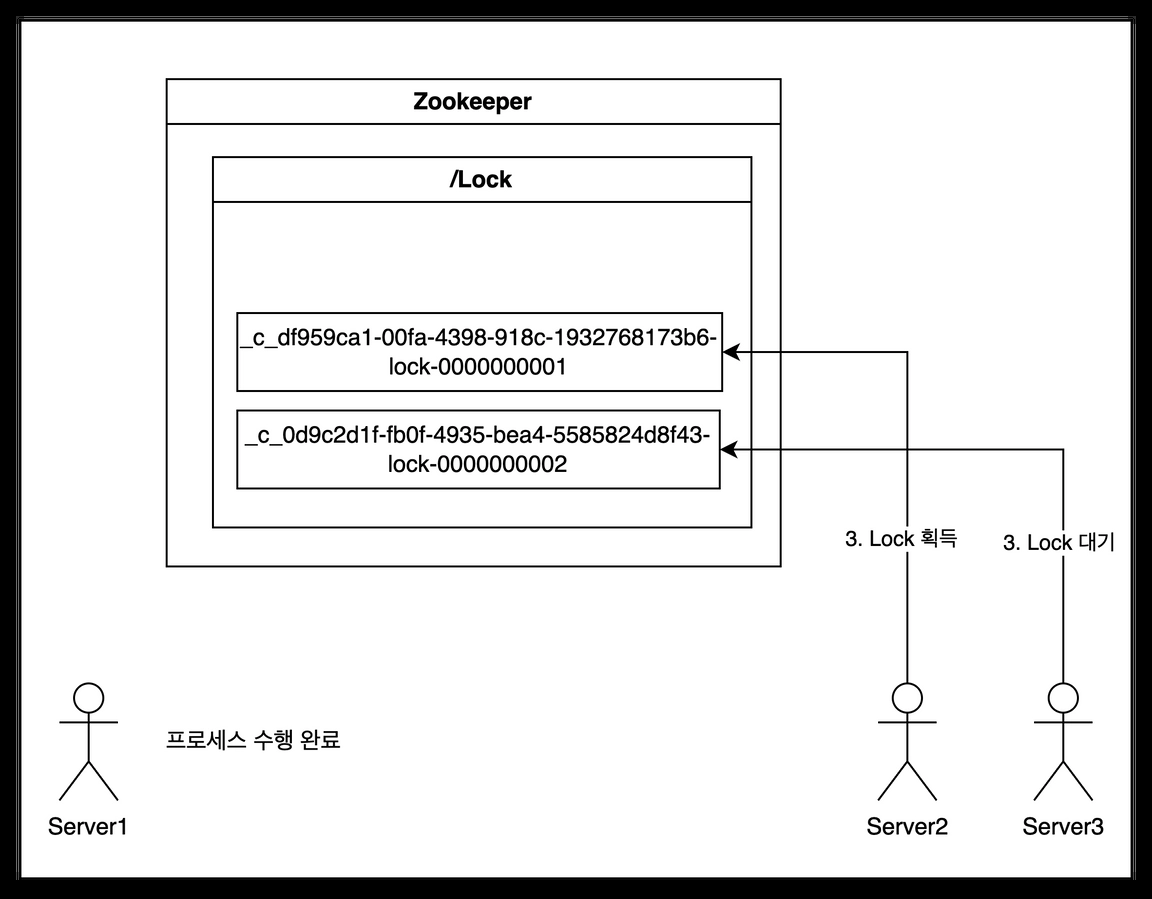 Zookeeper
/Lock
_c_df959ca1-00fa-4398-918c-1932768173b6-
lock-0000000001
_c_0d9c2d1f-fb0f-4935-bea4-5585824d8f43-
lock-0000000002
3. Lock 획득
3. Lock 대기
프로세스 수행 완료
Server1
Server2
Server3